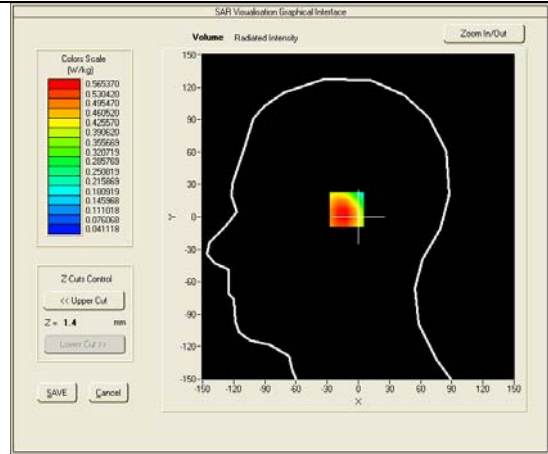 SAR Visualisation Graphical Interface
Volume Radiated Intensity
Zoom In/Out
Colors Scale
(W/kg)
0.565370
0.530420
0.495470
0.460520
0.425570
0.390620
0.355669
0.320719
0.285769
0.250819
0.215869
0.180919
0.145968
0.111018
0.076068
0.041118
Z-Cuts Control
<< Upper Cut
Z = 1.4 mm
Lower Cut >>
SAVE
Cancel
150
120
90
60
30
0
-30
-60
-90
-120
-150
Y
-150 -120 -90 -60 -30 0 30 60 90 120 150
X